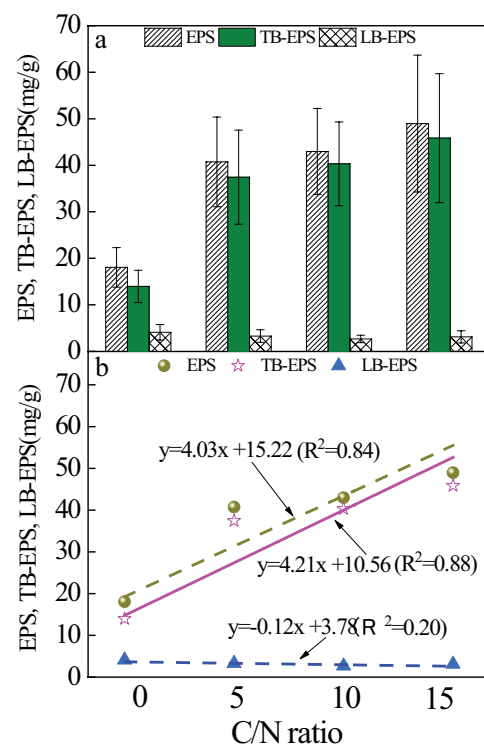 a
EPS TB-EPS LB-EPS
EPS, TB-EPS, LB-EPS(mg/g)
70
60
50
40
30
20
10
0
b
EPS TB-EPS LB-EPS
EPS, TB-EPS, LB-EPS(mg/g)
70
60
50
40
30
20
10
0
y=4.03x +15.22 (R²=0.84)
y=4.21x +10.56 (R²=0.88)
y=-0.12x +3.78(R ²=0.20)
0 5 10 15
C/N ratio